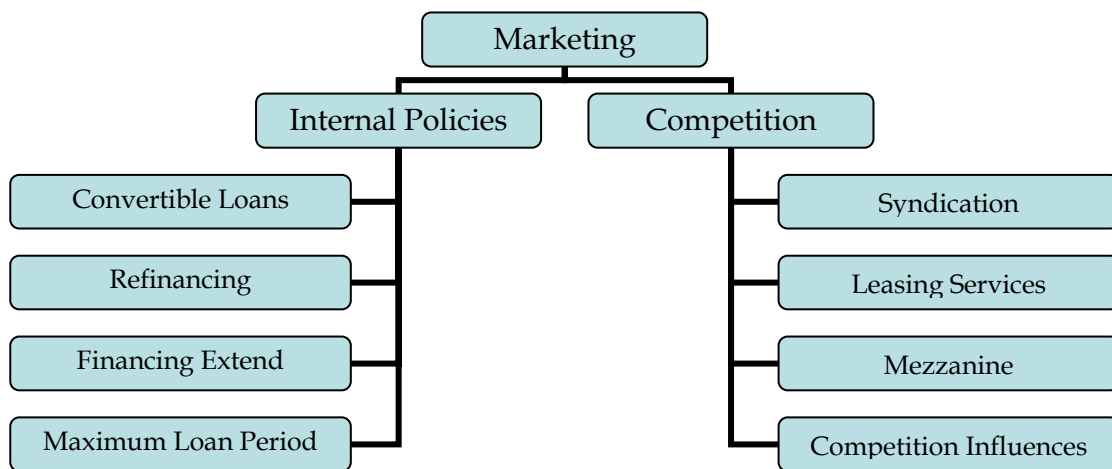 Marketing
Internal Policies
Competition
Convertible Loans
Refinancing
Financing Extend
Maximum Loan Period
Syndication
Leasing Services
Mezzanine
Competition Influences